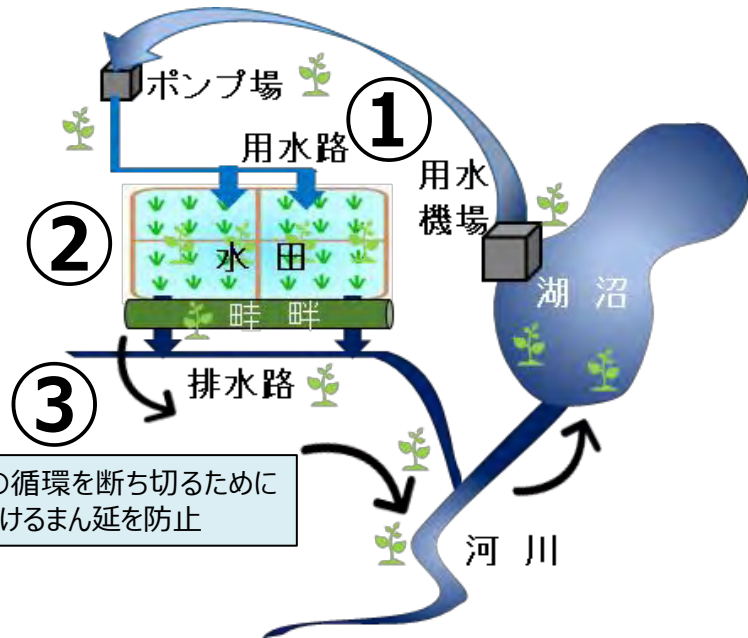 ポンプ場
①
用水路
用水
機場
②
水 田
湖 沼
畦 畔
排水路
③
の循環を断ち切るために
けるまん延を防止
河 川